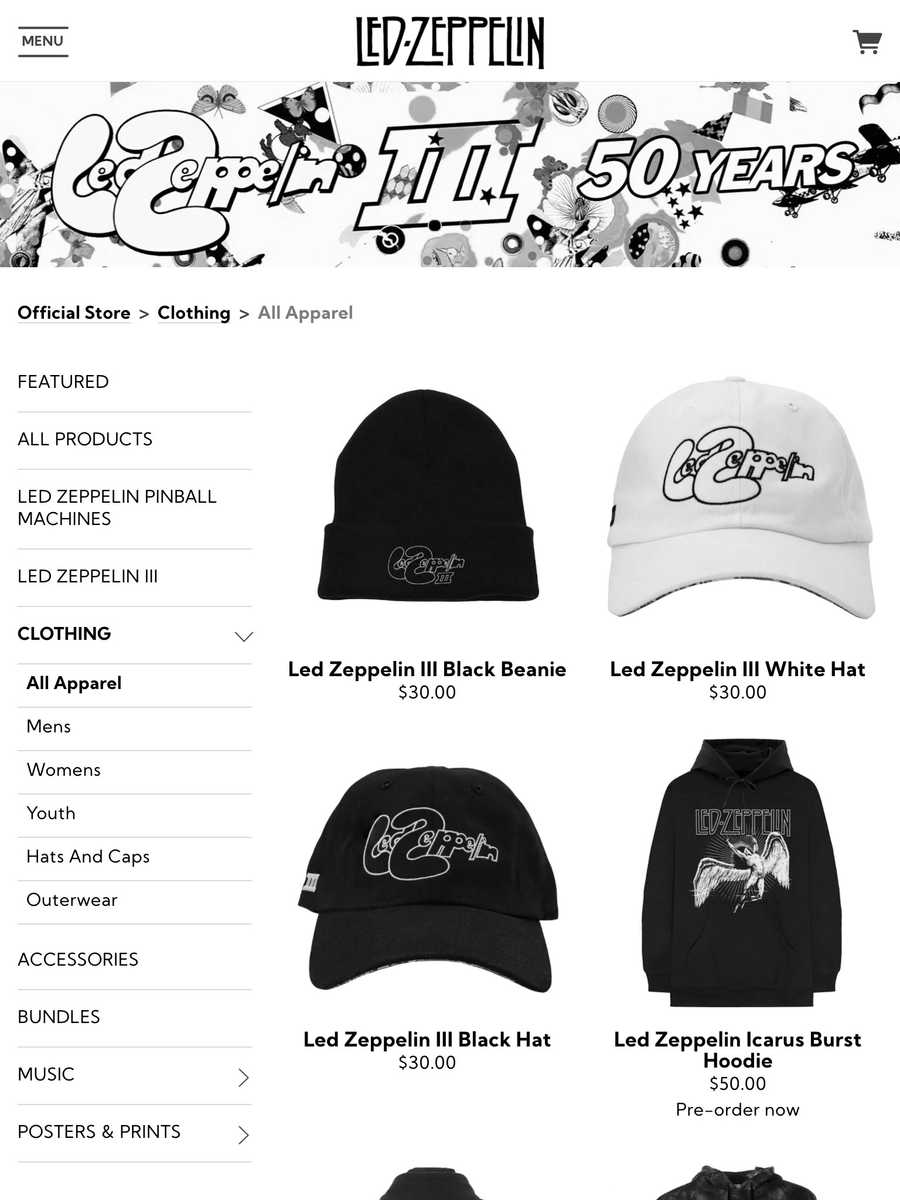 MENU
LED-ZEPPELIN
Led Zeppelin III 50 YEARS
Official Store > Clothing > All Apparel
FEATURED
ALL PRODUCTS
LED ZEPPELIN PINBALL
MACHINES
LED ZEPPELIN III
CLOTHING
All Apparel
Mens
Womens
Youth
Hats And Caps
Outerwear
ACCESSORIES
BUNDLES
MUSIC
POSTERS & PRINTS
Led Zeppelin III
Led Zeppelin III Black Beanie
$30.00
Led Zeppelin
Led Zeppelin III White Hat
$30.00
Led Zeppelin
III
Led Zeppelin III Black Hat
$30.00
LED-ZEPPELIN
Led Zeppelin Icarus Burst
Hoodie
$50.00
Pre-order now